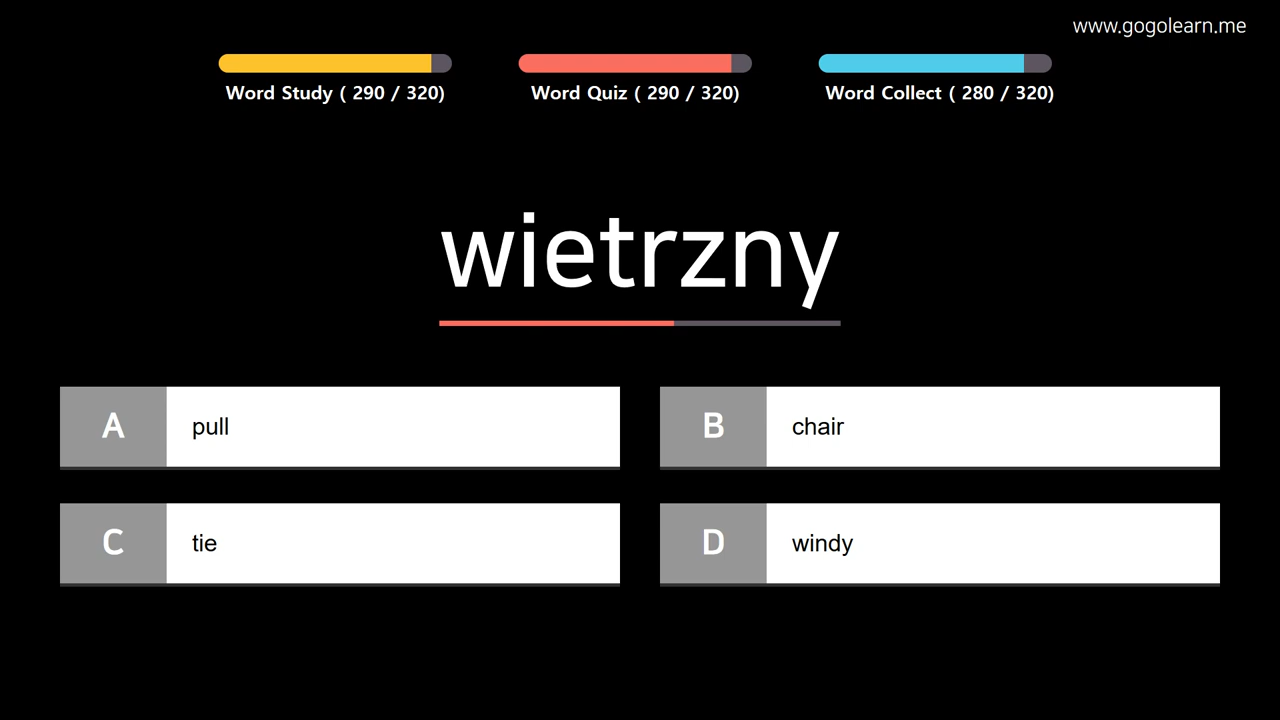 www.gogolearn.me
Word Study ( 290 / 320)
Word Quiz ( 290 / 320)
Word Collect ( 280 / 320)
wietrzny
A pull
B chair
C tie
D windy